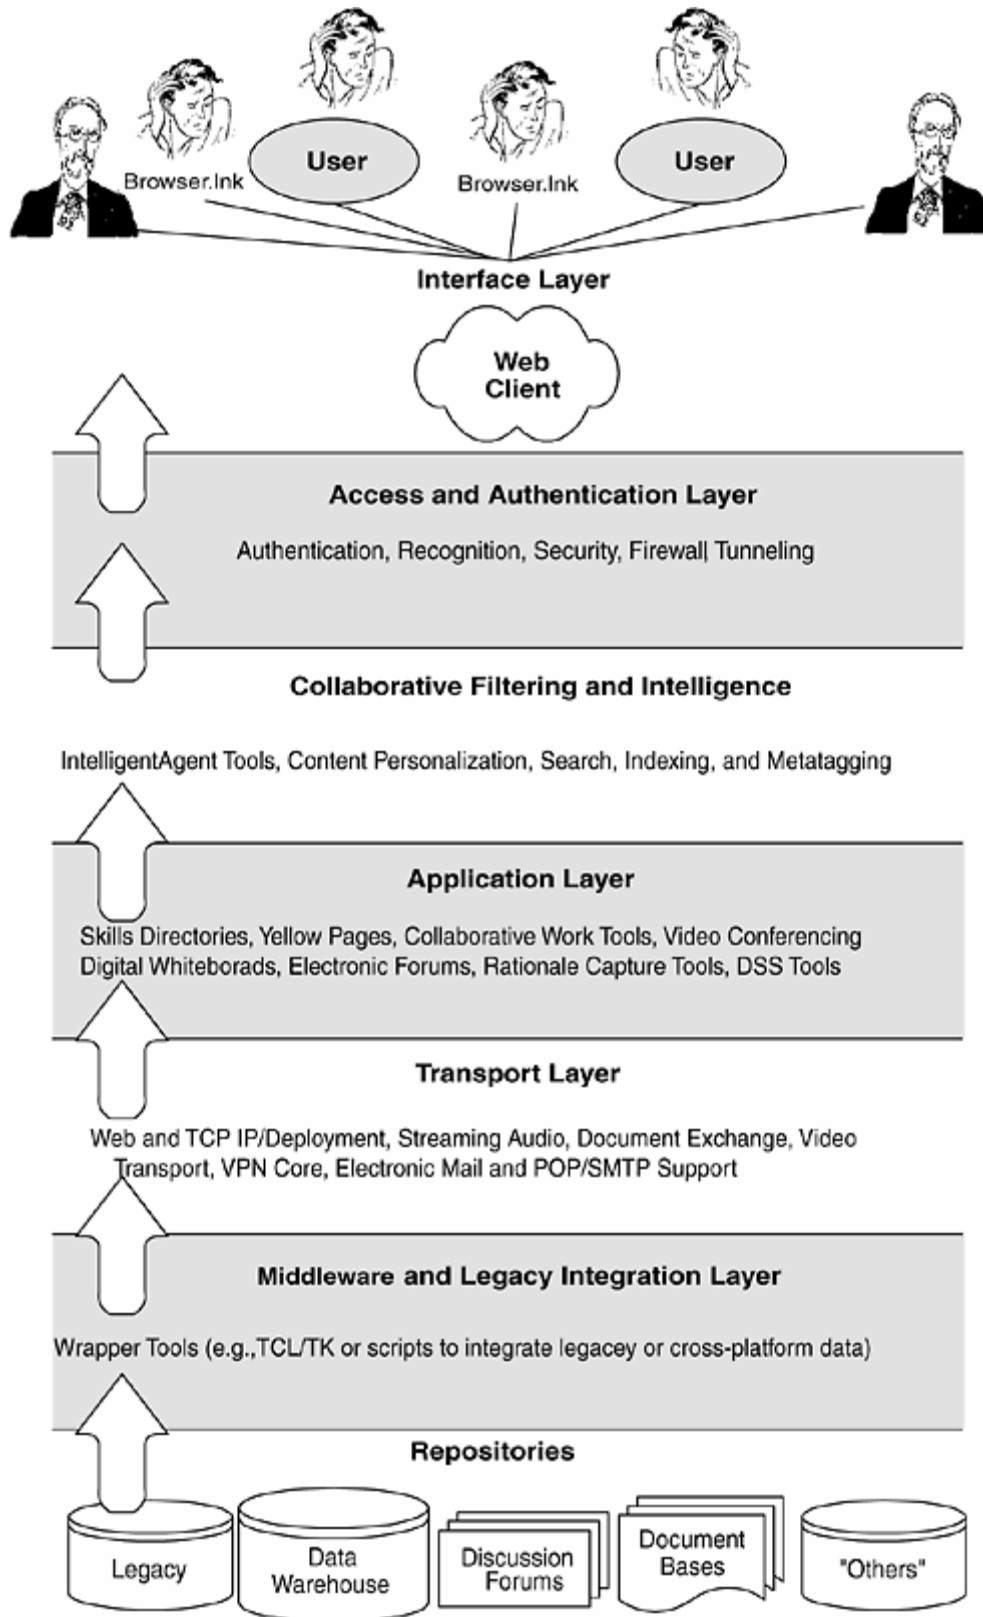 User
User
Browser.Ink
Browser.Ink
Interface Layer
Web
Client
Access and Authentication Layer
Authentication, Recognition, Security, Firewall, Tunneling
Collaborative Filtering and Intelligence
IntelligentAgent Tools, Content Personalization, Search, Indexing, and Metatagging
Application Layer
Skills Directories, Yellow Pages, Collaborative Work Tools, Video Conferencing
Digital Whiteborads, Electronic Forums, Rationale Capture Tools, DSS Tools
Transport Layer
Web and TCP IP/Deployment, Streaming Audio, Document Exchange, Video
Transport, VPN Core, Electronic Mail and POP/SMTP Support
Middleware and Legacy Integration Layer
Wrapper Tools (e.g.,TCL/TK or scripts to integrate legacey or cross-platform data)
Repositories
Legacy
Data
Warehouse
Discussion
Forums
Document
Bases
"Others"